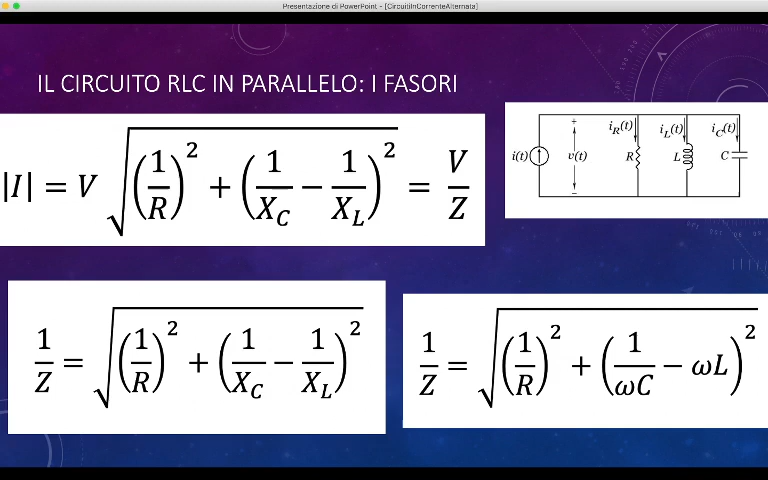 Presentazione di PowerPoint - [CircuitiInCorrenteAlternata]
IL CIRCUITO RLC IN PARALLELO: I FASORI
|I| = V √((1/R)² + (1/X_C − 1/X_L)²) = V/Z
i(t) + v(t) − i_R(t) R i_L(t) L i_C(t) C
1/Z = √((1/R)² + (1/X_C − 1/X_L)²)
1/Z = √((1/R)² + (1/ωC − ωL)²)